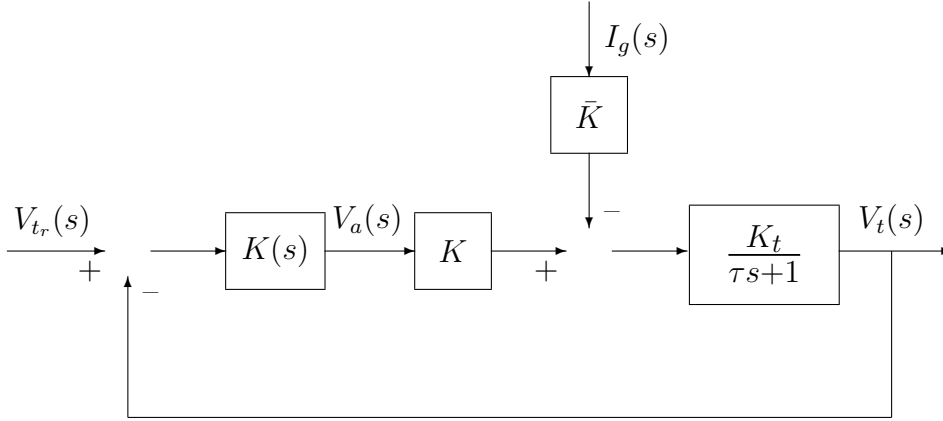 I_g(s)
K̄
−
V_{t_r}(s)
+
−
K(s)
V_a(s)
K
+
K_t
τs+1
V_t(s)